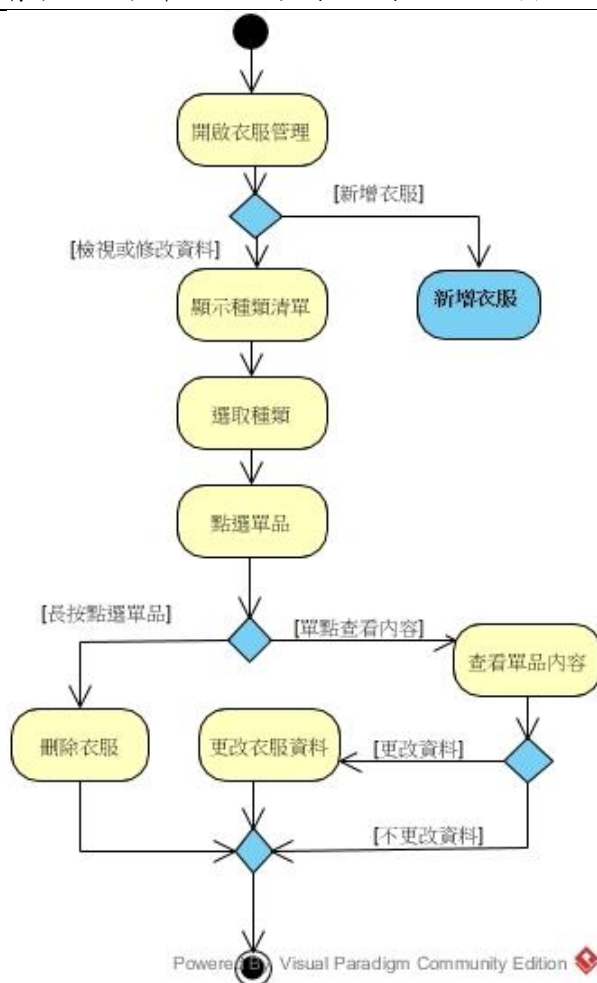 開啟衣服管理
[新增衣服]
[檢視或修改資料]
顯示種類清單
新增衣服
選取種類
點選單品
[長按點選單品]
[單點查看內容]
查看單品內容
刪除衣服
更改衣服資料
[更改資料]
[不更改資料]
Powered By Visual Paradigm Community Edition